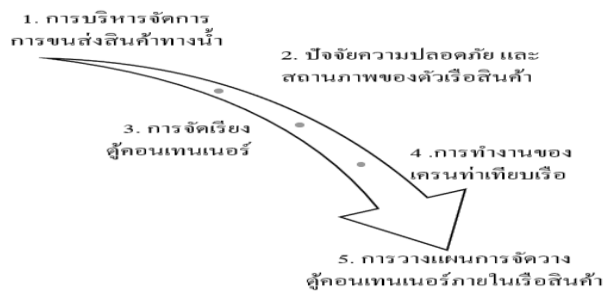 1. การบริหารจัดการ
การขนส่งสินค้าทางน้ำ
2. ปัจจัยความปลอดภัย และ
สถานภาพของตัวเรือสินค้า
3. การจัดเรียง
ตู้คอนเทนเนอร์
4 .การทำงานของ
เครนท่าเทียบเรือ
5. การวางแผนการจัดวาง
ตู้คอนเทนเนอร์ภายในเรือสินค้า